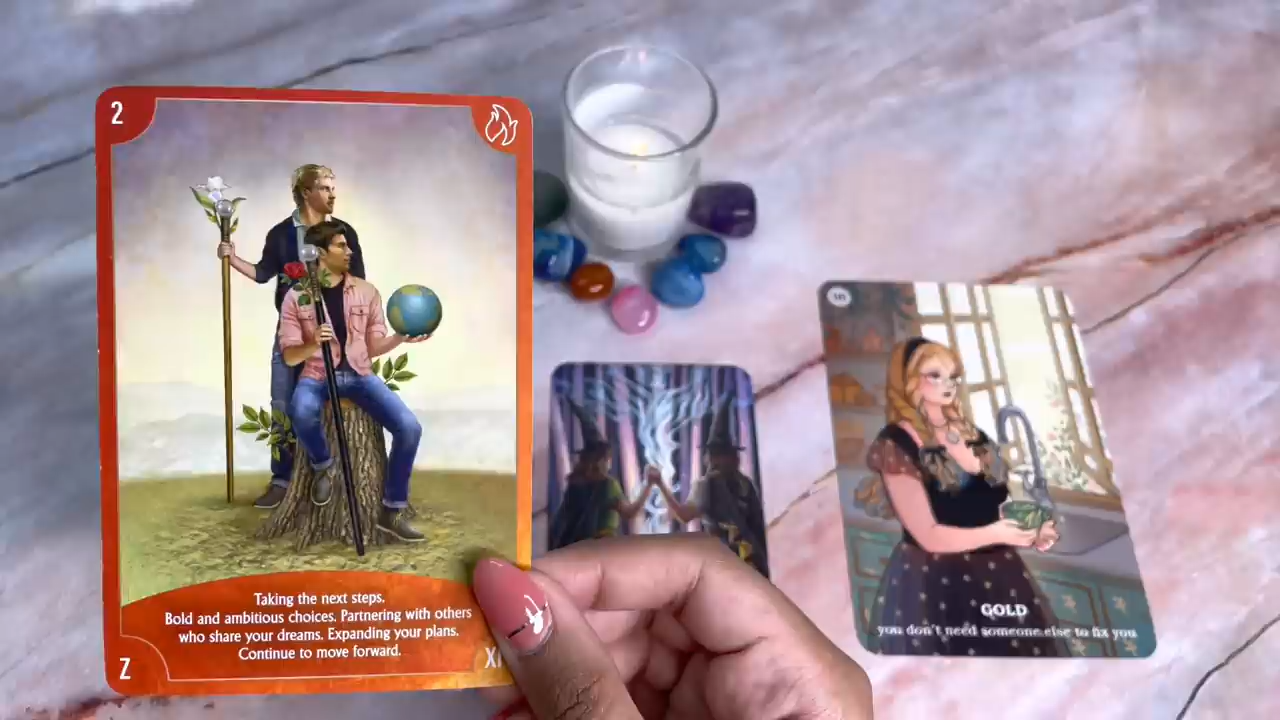 2
Taking the next steps.
Bold and ambitious choices. Partnering with others
who share your dreams. Expanding your plans.
Continue to move forward.
Z
XI
GOLD
you don't need someone else to fix you